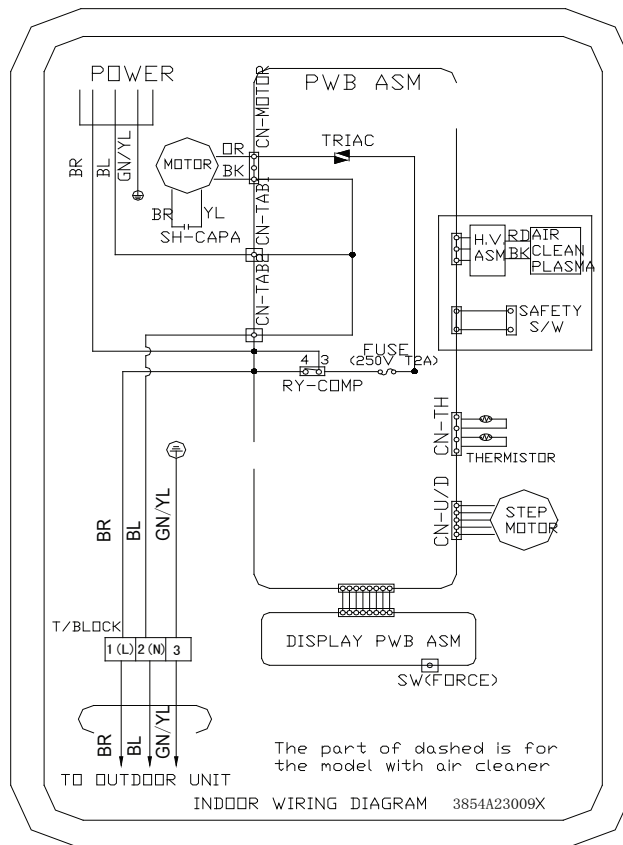 POWER
PWB ASM
CN-MOTOR
TRIAC
BR
BL
GN/YL
MOTOR
OR
BK
BR
YL
SH-CAPA
CN-TAB1
CN-TAB2
H.V.
ASM
RD
BK
AIR
CLEAN
PLASMA
SAFETY
S/W
4 3
FUSE
(250V T2A)
RY-COMP
CN-TH
THERMISTOR
CN-U/D
STEP
MOTOR
BR
BL
GN/YL
T/BLOCK
1(L) 2(N) 3
DISPLAY PWB ASM
SW(FORCE)
BR
BL
GN/YL
TO OUTDOOR UNIT
The part of dashed is for
the model with air cleaner
INDOOR WIRING DIAGRAM 3854A23009X